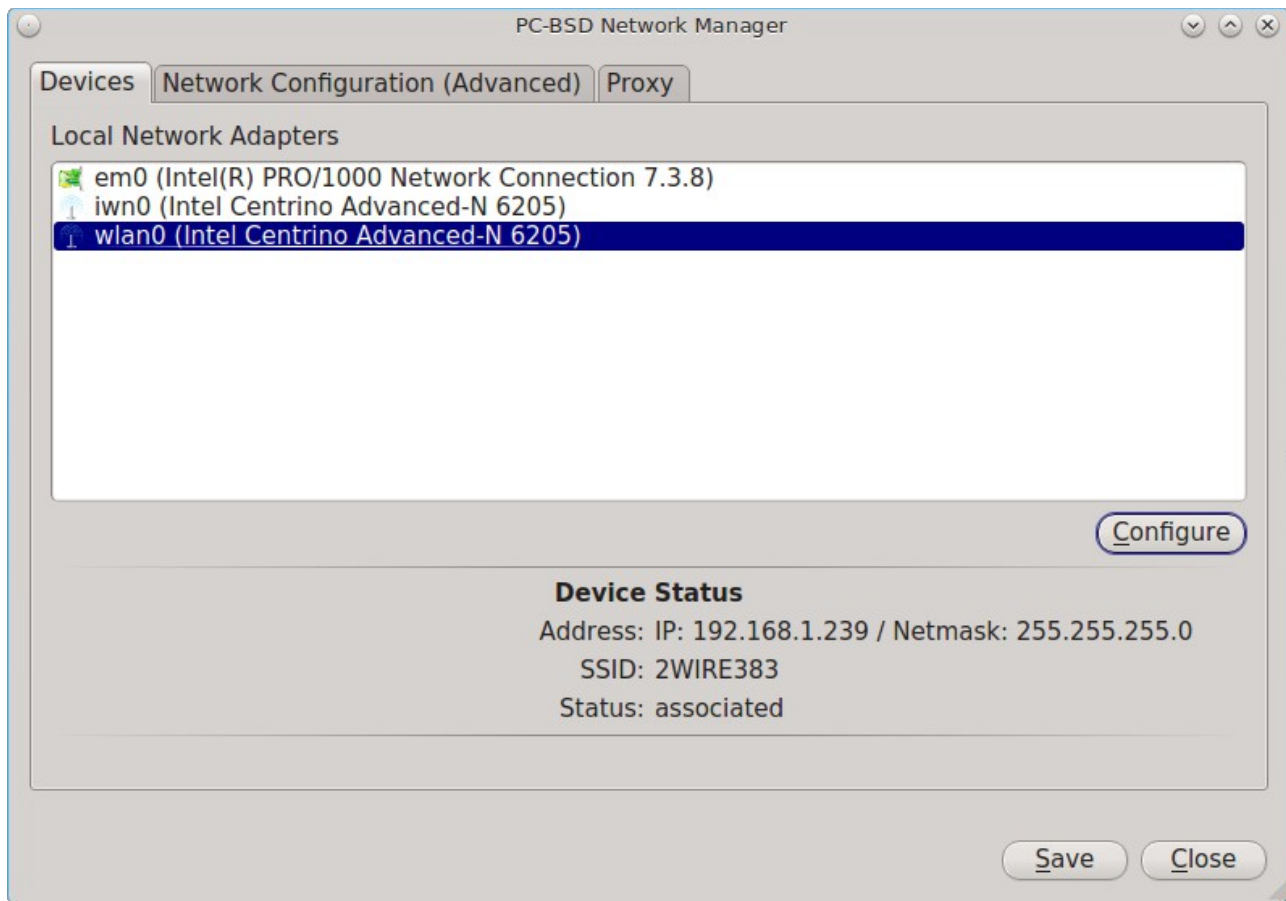 PC-BSD Network Manager
Devices
Network Configuration (Advanced)
Proxy
Local Network Adapters
em0 (Intel(R) PRO/1000 Network Connection 7.3.8)
iwn0 (Intel Centrino Advanced-N 6205)
wlan0 (Intel Centrino Advanced-N 6205)
Configure
Device Status
Address: IP: 192.168.1.239 / Netmask: 255.255.255.0
SSID: 2WIRE383
Status: associated
Save
Close